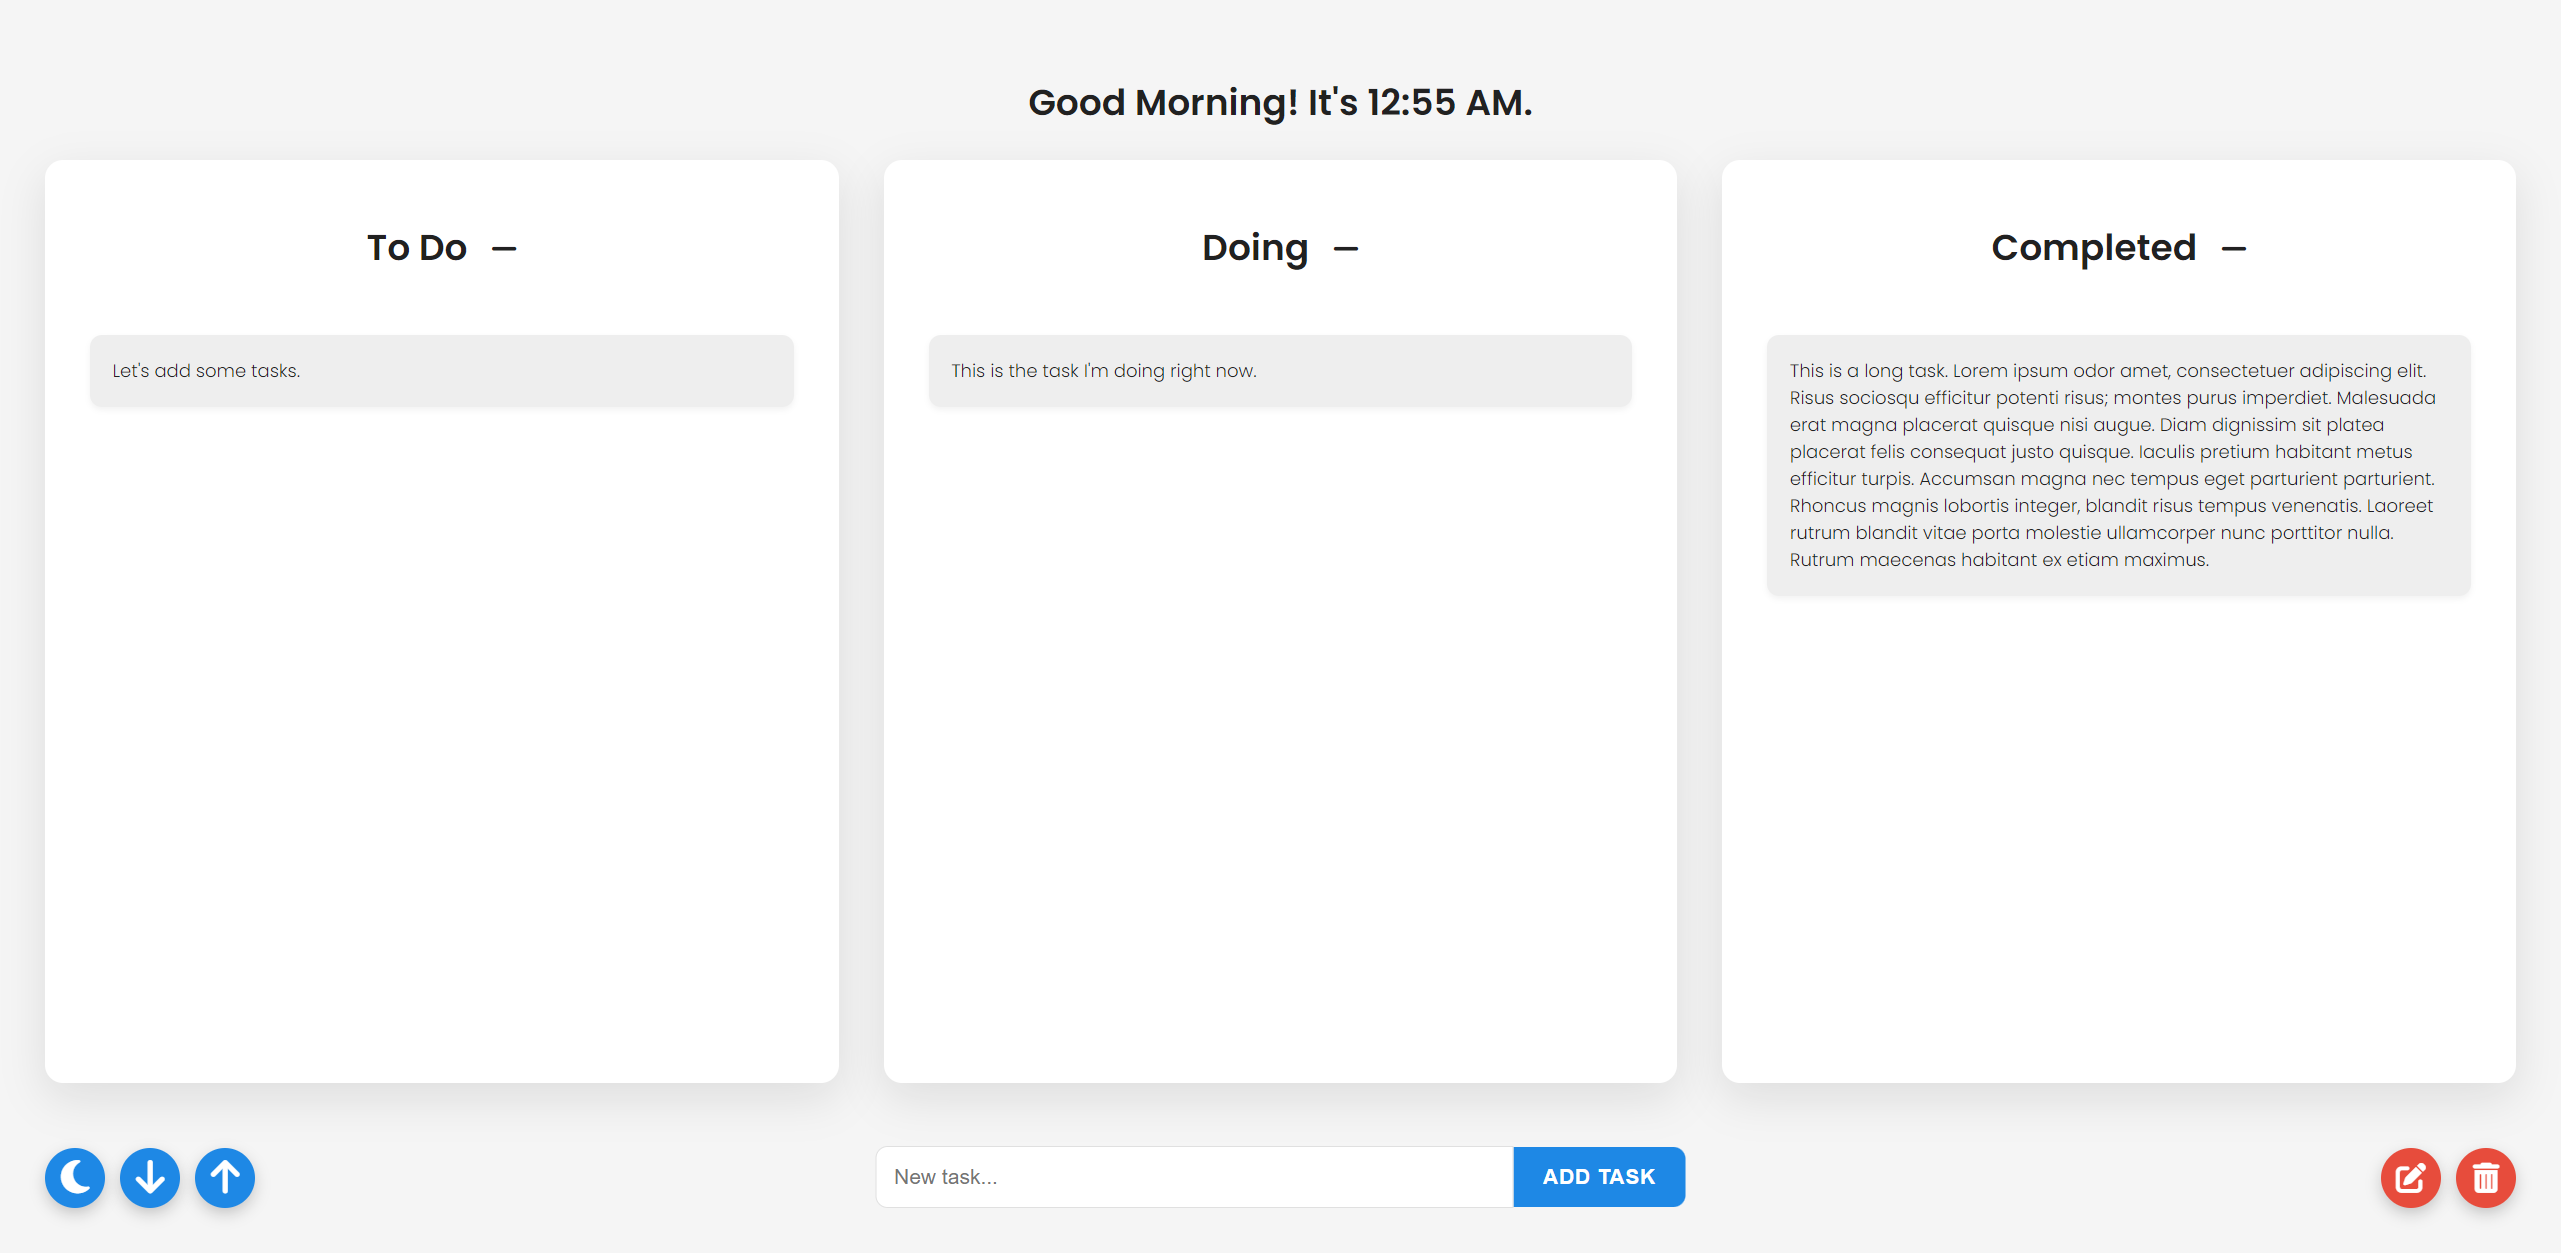 Good Morning! It's 12:55 AM.
To Do
Let's add some tasks.
Doing
This is the task I'm doing right now.
Completed
This is a long task. Lorem ipsum odor amet, consectetuer adipiscing elit.
Risus sociosqu efficitur potenti risus; montes purus imperdiet. Malesuada
erat magna placerat quisque nisi augue. Diam dignissim sit platea
placerat felis consequat justo quisque. Iaculis pretium habitant metus
efficitur turpis. Accumsan magna nec tempus eget parturient parturient.
Rhoncus magnis lobortis integer, blandit risus tempus venenatis. Laoreet
rutrum blandit vitae porta molestie ullamcorper nunc porttitor nulla.
Rutrum maecenas habitant ex etiam maximus.
New task...
ADD TASK